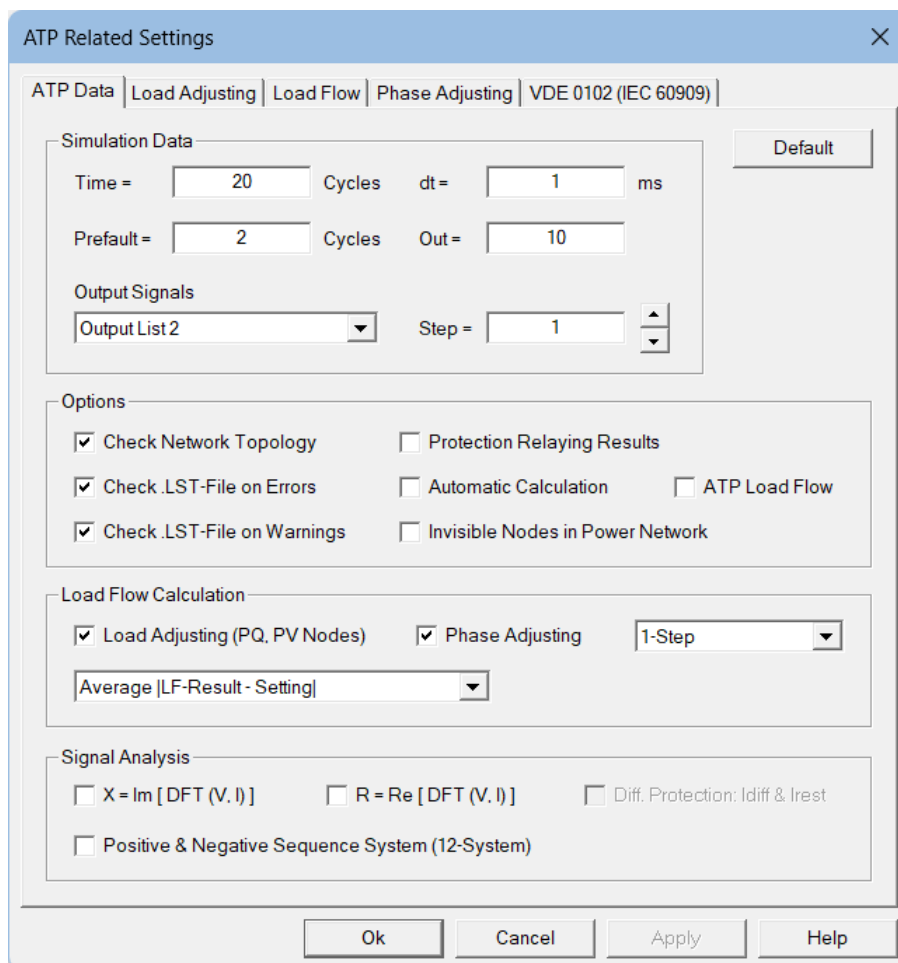 ATP Related Settings
ATP Data Load Adjusting Load Flow Phase Adjusting VDE 0102 (IEC 60909)
Simulation Data
Default
Time = 20 Cycles dt = 1 ms
Prefault = 2 Cycles Out = 10
Output Signals
Output List 2 Step = 1
Options
Check Network Topology Protection Relaying Results
Check .LST-File on Errors Automatic Calculation ATP Load Flow
Check .LST-File on Warnings Invisible Nodes in Power Network
Load Flow Calculation
Load Adjusting (PQ, PV Nodes) Phase Adjusting 1-Step
Average |LF-Result - Setting|
Signal Analysis
X = Im [ DFT (V, I) ] R = Re [ DFT (V, I) ] Diff. Protection: Idiff & Irest
Positive & Negative Sequence System (12-System)
Ok Cancel Apply Help